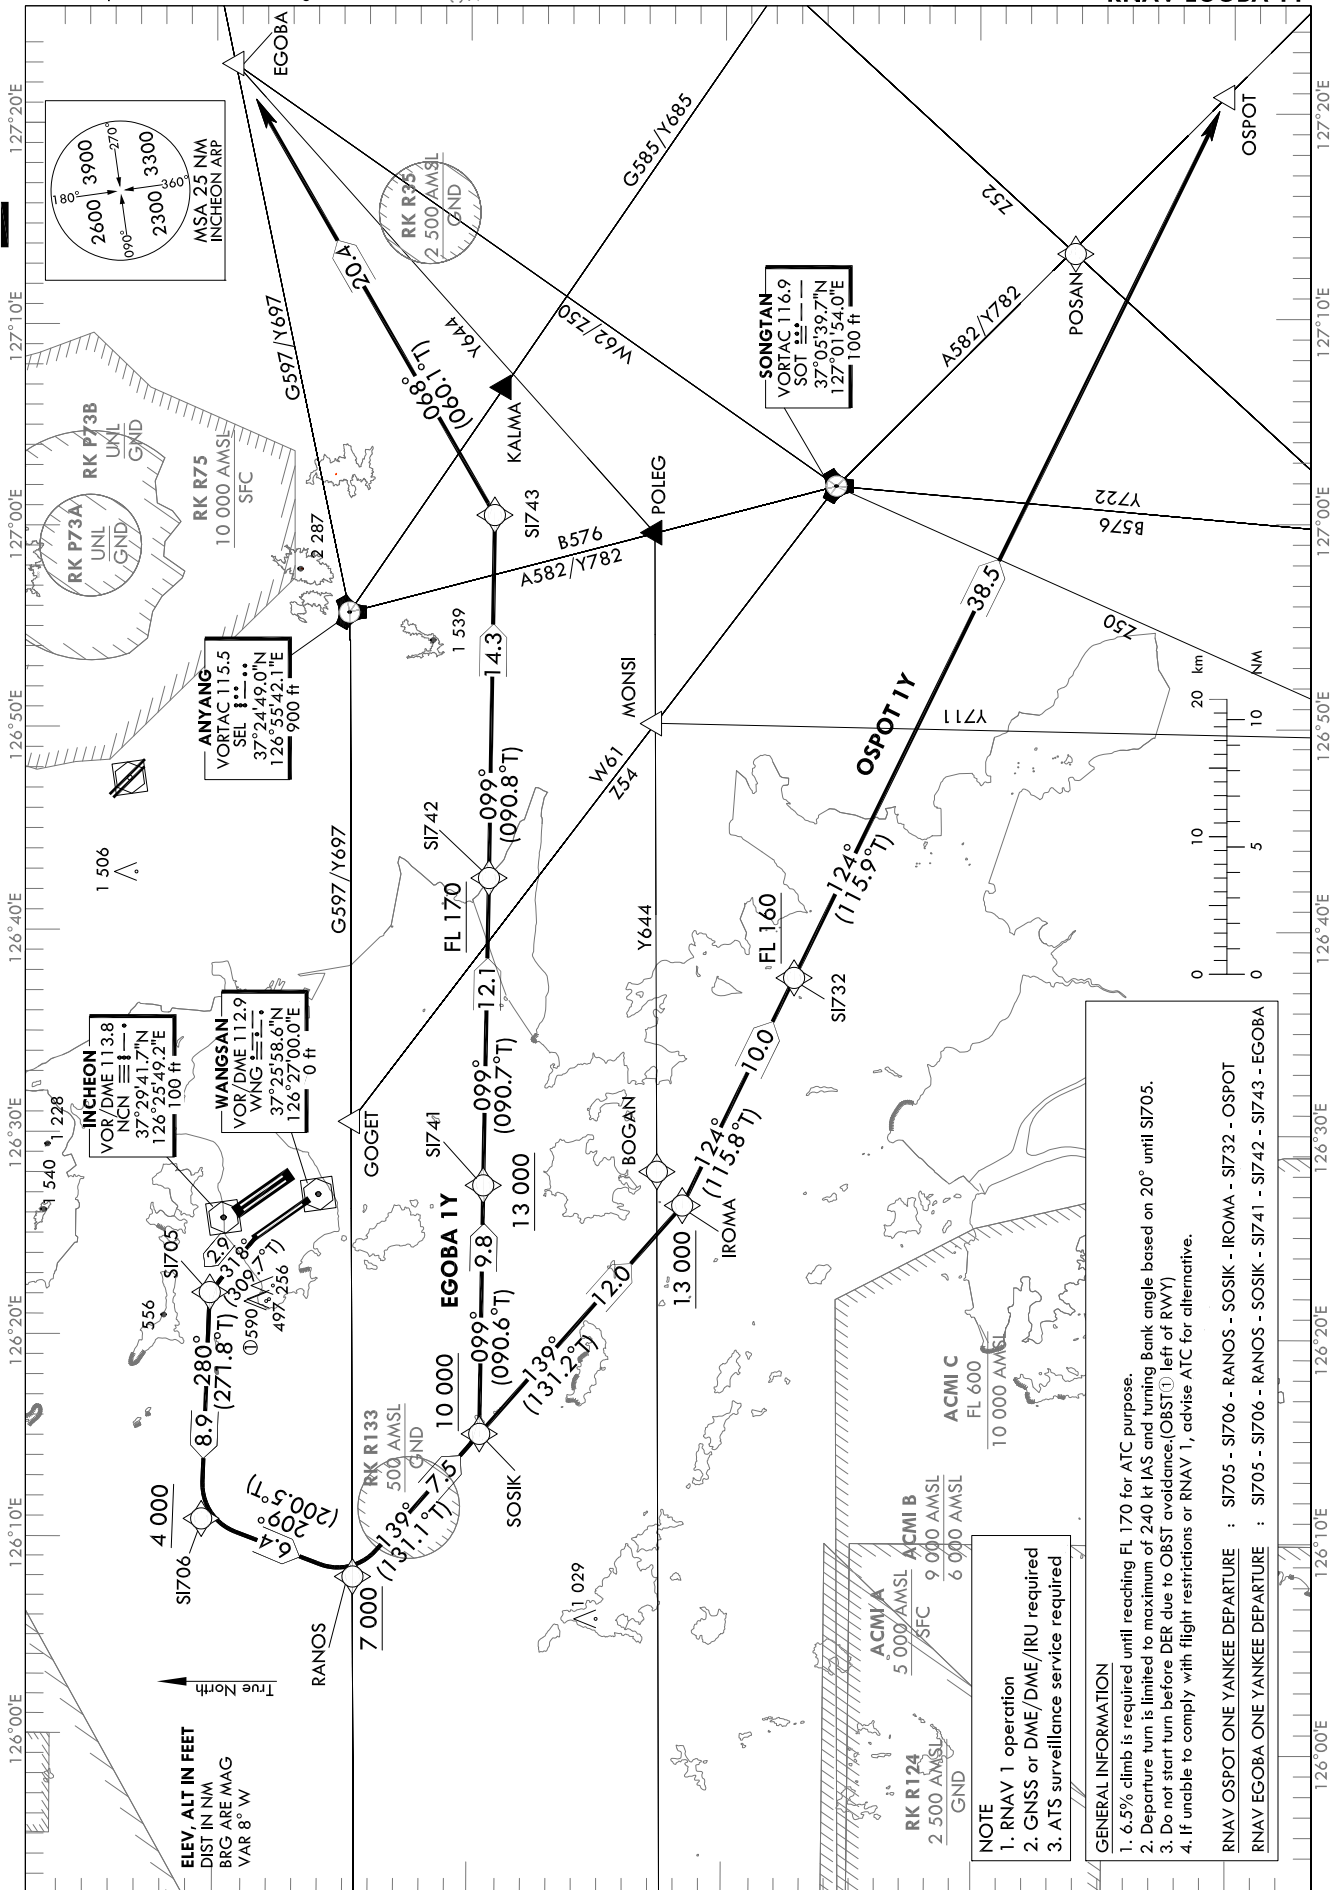 RNAV EGOBA 1Y
127°20'E
127°10'E
127°00'E
126°50'E
126°40'E
126°30'E
126°20'E
126°10'E
126°00'E
180°
2600
3900
270°
090°
2300
3300
360°
MSA 25 NM
INCHEON ARP
EGOBA
G597/Y697
20.4
068°
(060.1°T)
Y644
W62/Z50
G585/Y685
RK R35
2 500 AMSL
GND
RK P73B
UNL
GND
RK P73A
UNL
GND
RK R75
10 000 AMSL
SFC
2 287
KALMA
SI743
POLEG
B576
A582/Y782
1 539
14.3
SONGTAN
VORTAC 116.9
SOT
37°05'39.7"N
127°01'54.0"E
100 ft
A582/Y782
Z52
POSAN
OSPOT
ANYANG
VORTAC 115.5
SEL
37°24'49.0"N
126°55'42.1"E
900 ft
MONSI
W61
Z54
Y722
B576
Z50
Y711
38.5
OSPOT 1Y
099°
(090.8°T)
SI742
FL 170
G597/Y697
1 506
12.1
099°
(090.7°T)
Y644
124°
(115.9°T)
FL 160
SI732
10.0
km
20
10
0
NM
10
5
0
INCHEON
VOR/DME 113.8
NCN
37°29'41.7"N
126°25'49.2"E
100 ft
WANGSAN
VOR/DME 112.9
WNG
37°25'58.6"N
126°27'00.0"E
0 ft
1 228
1 540
GOGET
SI741
13 000
BOGAN
124°
(115.8°T)
IROMA
13 000
EGOBA 1Y
9.8
12.0
SI705
2.9
318°
(309.7°T)
①590
497
256
556
280°
(271.8°T)
8.9
099°
(090.6°T)
10 000
139°
(131.2°T)
SOSIK
RK R133
500 AMSL
GND
7.5
139°
(131.1°T)
4 000
SI706
6.4
209°
(200.5°T)
RANOS
7 000
1 029
ACMI C
FL 600
10 000 AMSL
ACMI B
9 000 AMSL
6 000 AMSL
ACMI A
5 000 AMSL
SFC
RK R124
2 500 AMSL
GND
True North
ELEV, ALT IN FEET
DIST IN NM
BRG ARE MAG
VAR 8° W
NOTE
1. RNAV 1 operation
2. GNSS or DME/DME/IRU required
3. ATS surveillance service required
GENERAL INFORMATION
1. 6.5% climb is required until reaching FL 170 for ATC purpose.
2. Departure turn is limited to maximum of 240 kt IAS and turning Bank angle based on 20° until SI705.
3. Do not start turn before DER due to OBST avoidance.(OBST① left of RWY)
4. If unable to comply with flight restrictions or RNAV 1, advise ATC for alternative.
RNAV OSPOT ONE YANKEE DEPARTURE : SI705 - SI706 - RANOS - SOSIK - IROMA - SI732 - OSPOT
RNAV EGOBA ONE YANKEE DEPARTURE : SI705 - SI706 - RANOS - SOSIK - SI741 - SI742 - SI743 - EGOBA
127°20'E
127°10'E
127°00'E
126°50'E
126°40'E
126°30'E
126°20'E
126°10'E
126°00'E